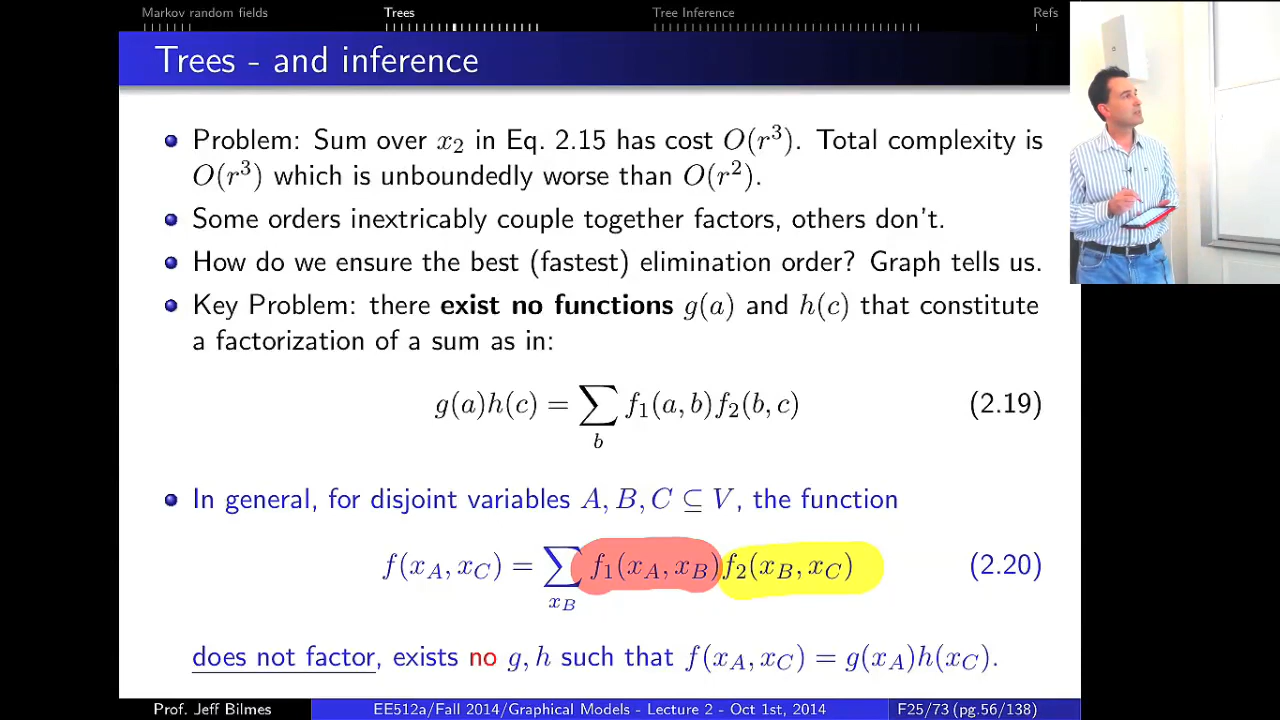 Markov random fields Trees Tree Inference Refs
Trees - and inference
Problem: Sum over x₂ in Eq. 2.15 has cost O(r³). Total complexity is
O(r³) which is unboundedly worse than O(r²).
Some orders inextricably couple together factors, others don't.
How do we ensure the best (fastest) elimination order? Graph tells us.
Key Problem: there exist no functions g(a) and h(c) that constitute
a factorization of a sum as in:
g(a)h(c) = ∑_b f₁(a, b)f₂(b, c) (2.19)
In general, for disjoint variables A, B, C ⊆ V, the function
f(x_A, x_C) = ∑_{x_B} f₁(x_A, x_B)f₂(x_B, x_C) (2.20)
does not factor, exists no g, h such that f(x_A, x_C) = g(x_A)h(x_C).
Prof. Jeff Bilmes EE512a/Fall 2014/Graphical Models - Lecture 2 - Oct 1st, 2014 F25/73 (pg.56/138)